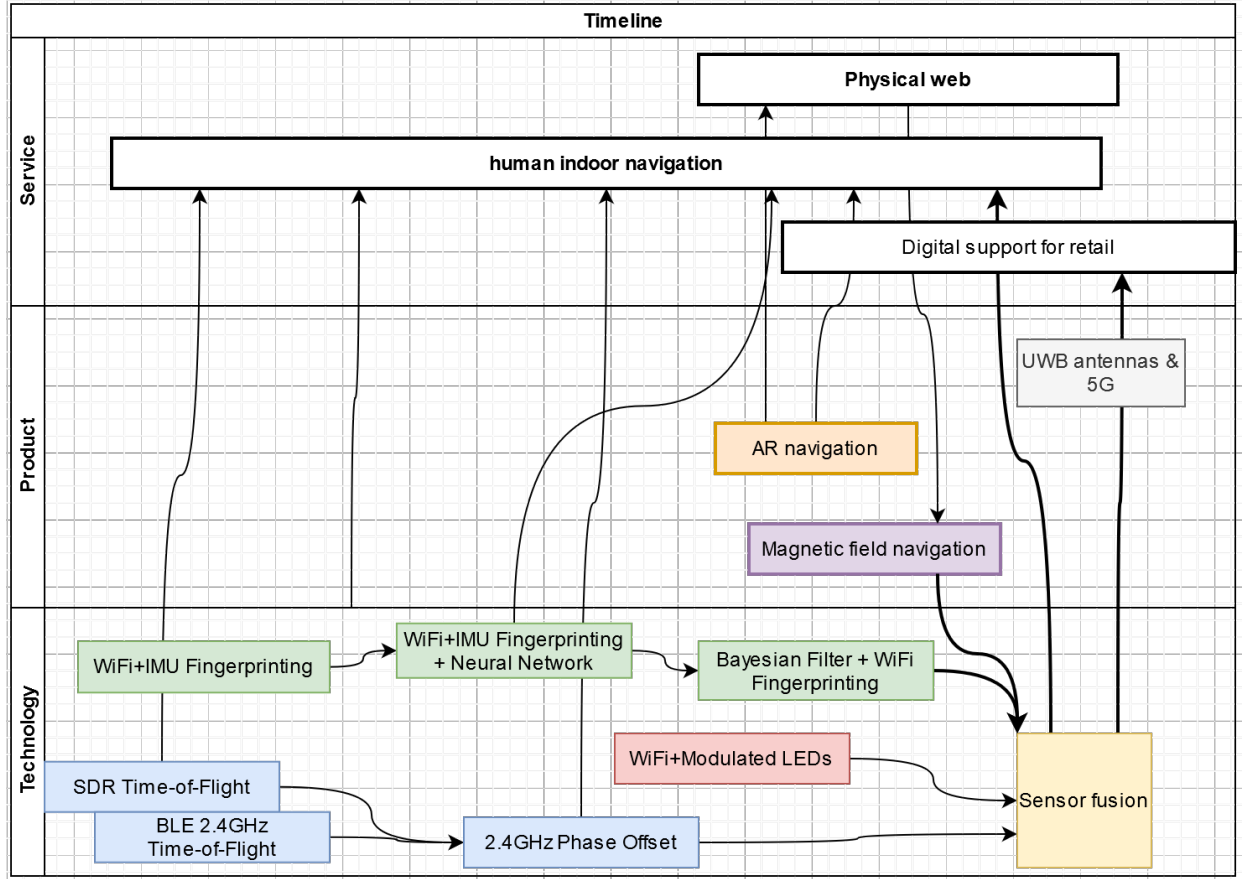 Timeline
Service
Physical web
human indoor navigation
Digital support for retail
Product
UWB antennas &
5G
AR navigation
Magnetic field navigation
Technology
WiFi+IMU Fingerprinting
WiFi+IMU Fingerprinting
+ Neural Network
Bayesian Filter + WiFi
Fingerprinting
WiFi+Modulated LEDs
SDR Time-of-Flight
BLE 2.4GHz
Time-of-Flight
2.4GHz Phase Offset
Sensor fusion